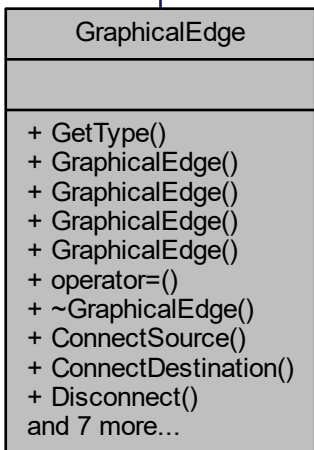 GraphicalEdge
+ GetType()
+ GraphicalEdge()
+ GraphicalEdge()
+ GraphicalEdge()
+ GraphicalEdge()
+ operator=()
+ ~GraphicalEdge()
+ ConnectSource()
+ ConnectDestination()
+ Disconnect()
and 7 more...